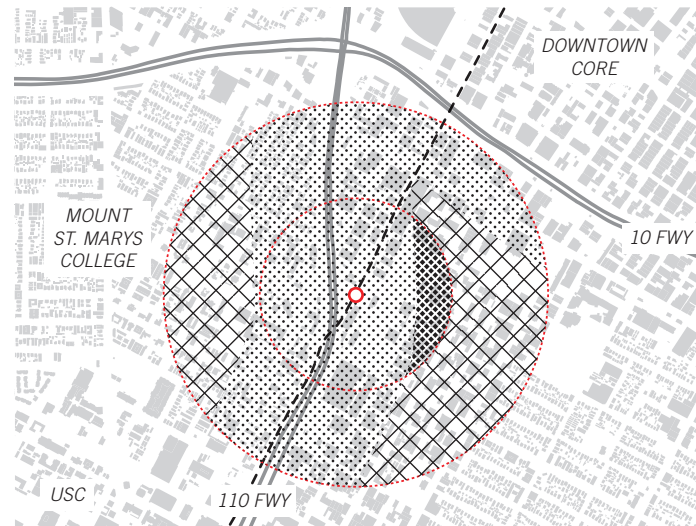 DOWNTOWN
CORE
MOUNT
ST. MARYS
COLLEGE
10 FWY
USC
110 FWY